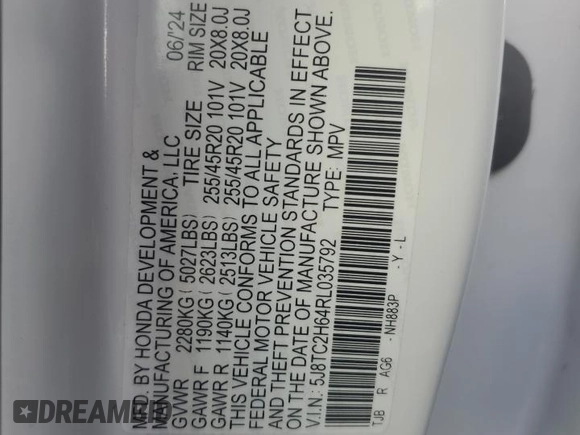 MFD. BY HONDA DEVELOPMENT & 06/'24
MANUFACTURING OF AMERICA, LLC
TIRE SIZE RIM SIZE
GVWR 2280KG ( 5027LBS)
GAWR F 1190KG ( 2623LBS) 255/45R20 101V 20X8.0J
GAWR R 1140KG ( 2513LBS) 255/45R20 101V 20X8.0J
THIS VEHICLE CONFORMS TO ALL APPLICABLE
FEDERAL MOTOR VEHICLE SAFETY
AND THEFT PREVENTION STANDARDS IN EFFECT
ON THE DATE OF MANUFACTURE SHOWN ABOVE.
V.I.N.: 5J8TC2H64RL035792 TYPE: MPV
TJB R AG6 -NH883P -Y-L
DREAMBID